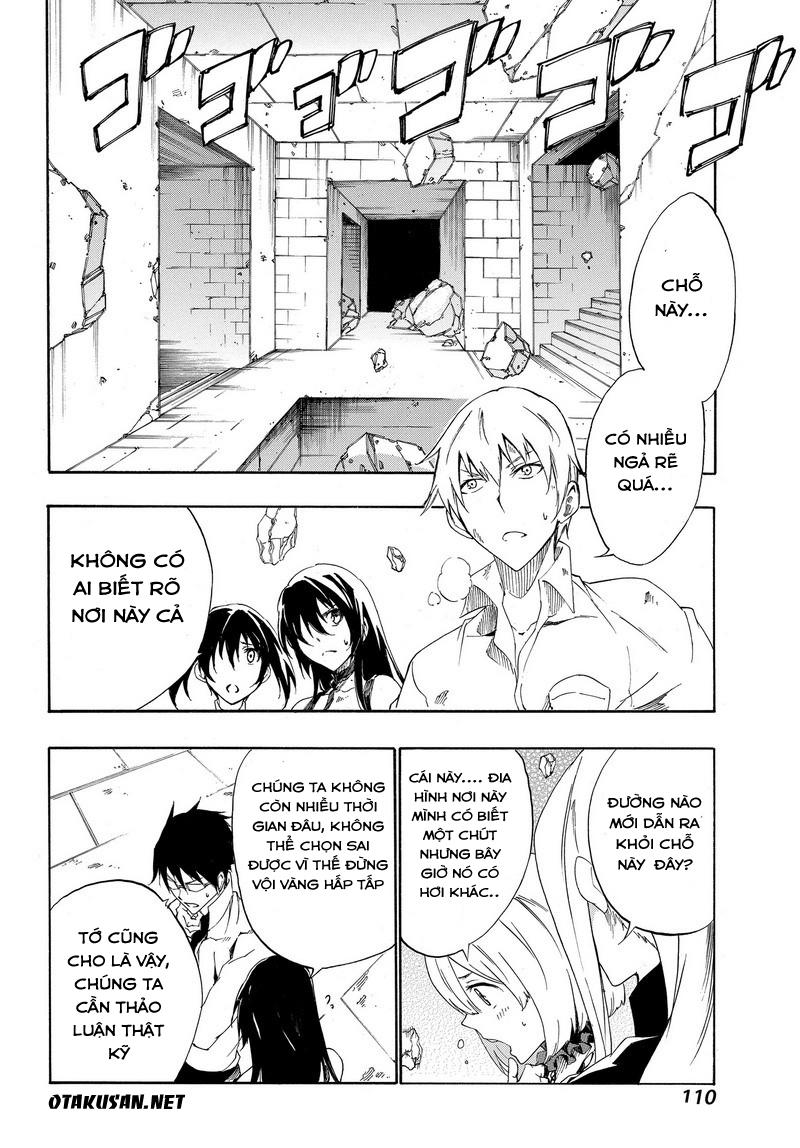 ゴゴゴゴゴゴ
CHỖ
NÀY...
CÓ NHIỀU
NGẢ RẼ
QUÁ...
KHÔNG CÓ
AI BIẾT RÕ
NƠI NÀY CẢ
ĐƯỜNG NÀO
MỚI DẪN RA
KHỎI CHỖ
NÀY ĐÂY?
CÁI NÀY.... ĐỊA
HÌNH NƠI NÀY
MÌNH CÓ BIẾT
MỘT CHÚT
NHƯNG BÂY
GIỜ NÓ CÓ
HƠI KHÁC..
CHÚNG TA KHÔNG
CÒN NHIỀU THỜI
GIAN ĐÂU, KHÔNG
THỂ CHỌN SAI
ĐƯỢC VÌ THẾ ĐỪNG
VỘI VÀNG HẤP TẤP
TỚ CŨNG
CHO LÀ VẬY,
CHÚNG TA
CẦN THẢO
LUẬN THẬT
KỸ
OTAKUSAN.NET
110